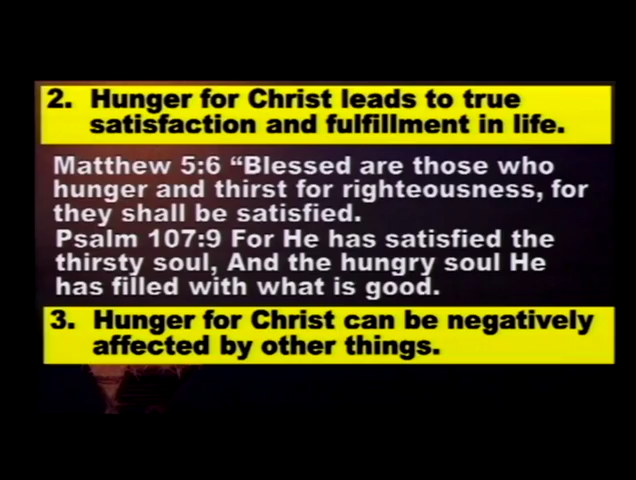 2. Hunger for Christ leads to true
satisfaction and fulfillment in life.
Matthew 5:6 “Blessed are those who
hunger and thirst for righteousness, for
they shall be satisfied.
Psalm 107:9 For He has satisfied the
thirsty soul, And the hungry soul He
has filled with what is good.
3. Hunger for Christ can be negatively
affected by other things.